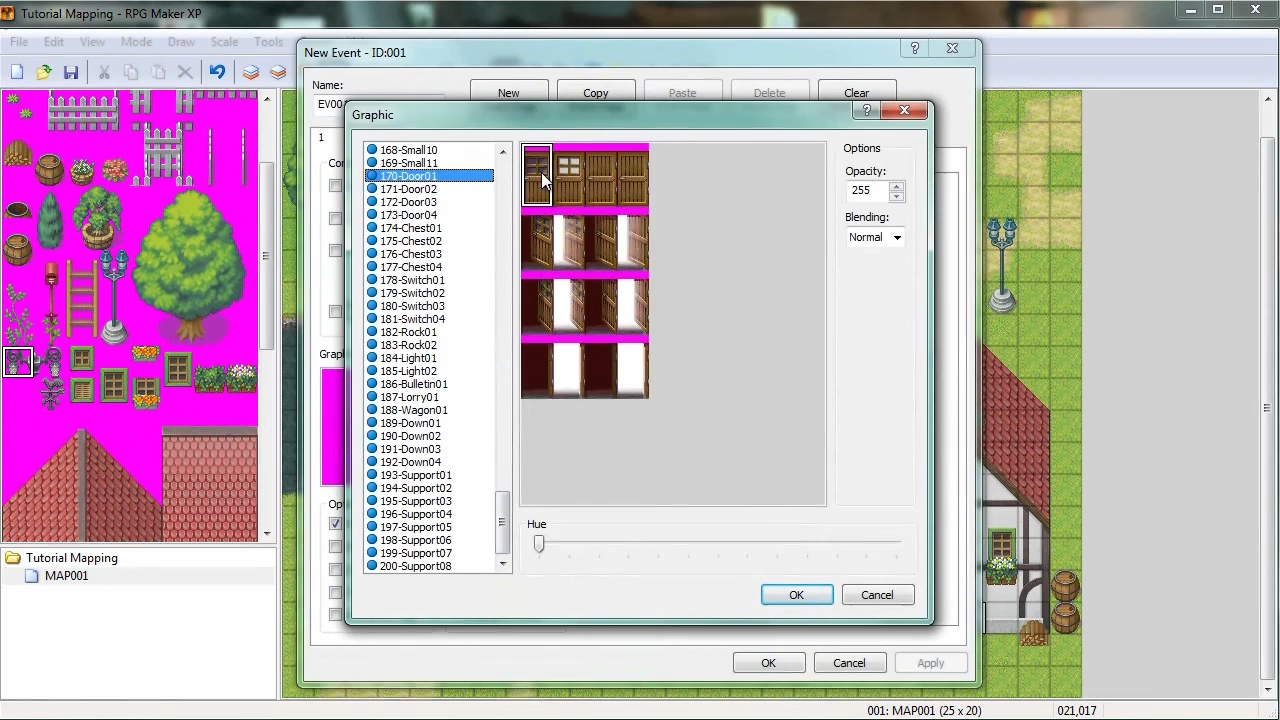 Tutorial Mapping - RPG Maker XP
File Edit View Mode Draw Scale Tools
New Event - ID:001
Name:
New Copy Paste Delete Clear
1
Graphic
168-Small10
169-Small11
170-Door01
171-Door02
172-Door03
173-Door04
174-Chest01
175-Chest02
176-Chest03
177-Chest04
178-Switch01
179-Switch02
180-Switch03
181-Switch04
182-Rock01
183-Rock02
184-Light01
185-Light02
186-Bulletin01
187-Lorry01
188-Wagon01
189-Down01
190-Down02
191-Down03
192-Down04
193-Support01
194-Support02
195-Support03
196-Support04
197-Support05
198-Support06
199-Support07
200-Support08
Options
Opacity:
255
Blending:
Normal
Hue
OK Cancel
OK Cancel Apply
Tutorial Mapping
MAP001
001: MAP001 (25 x 20) 021,017